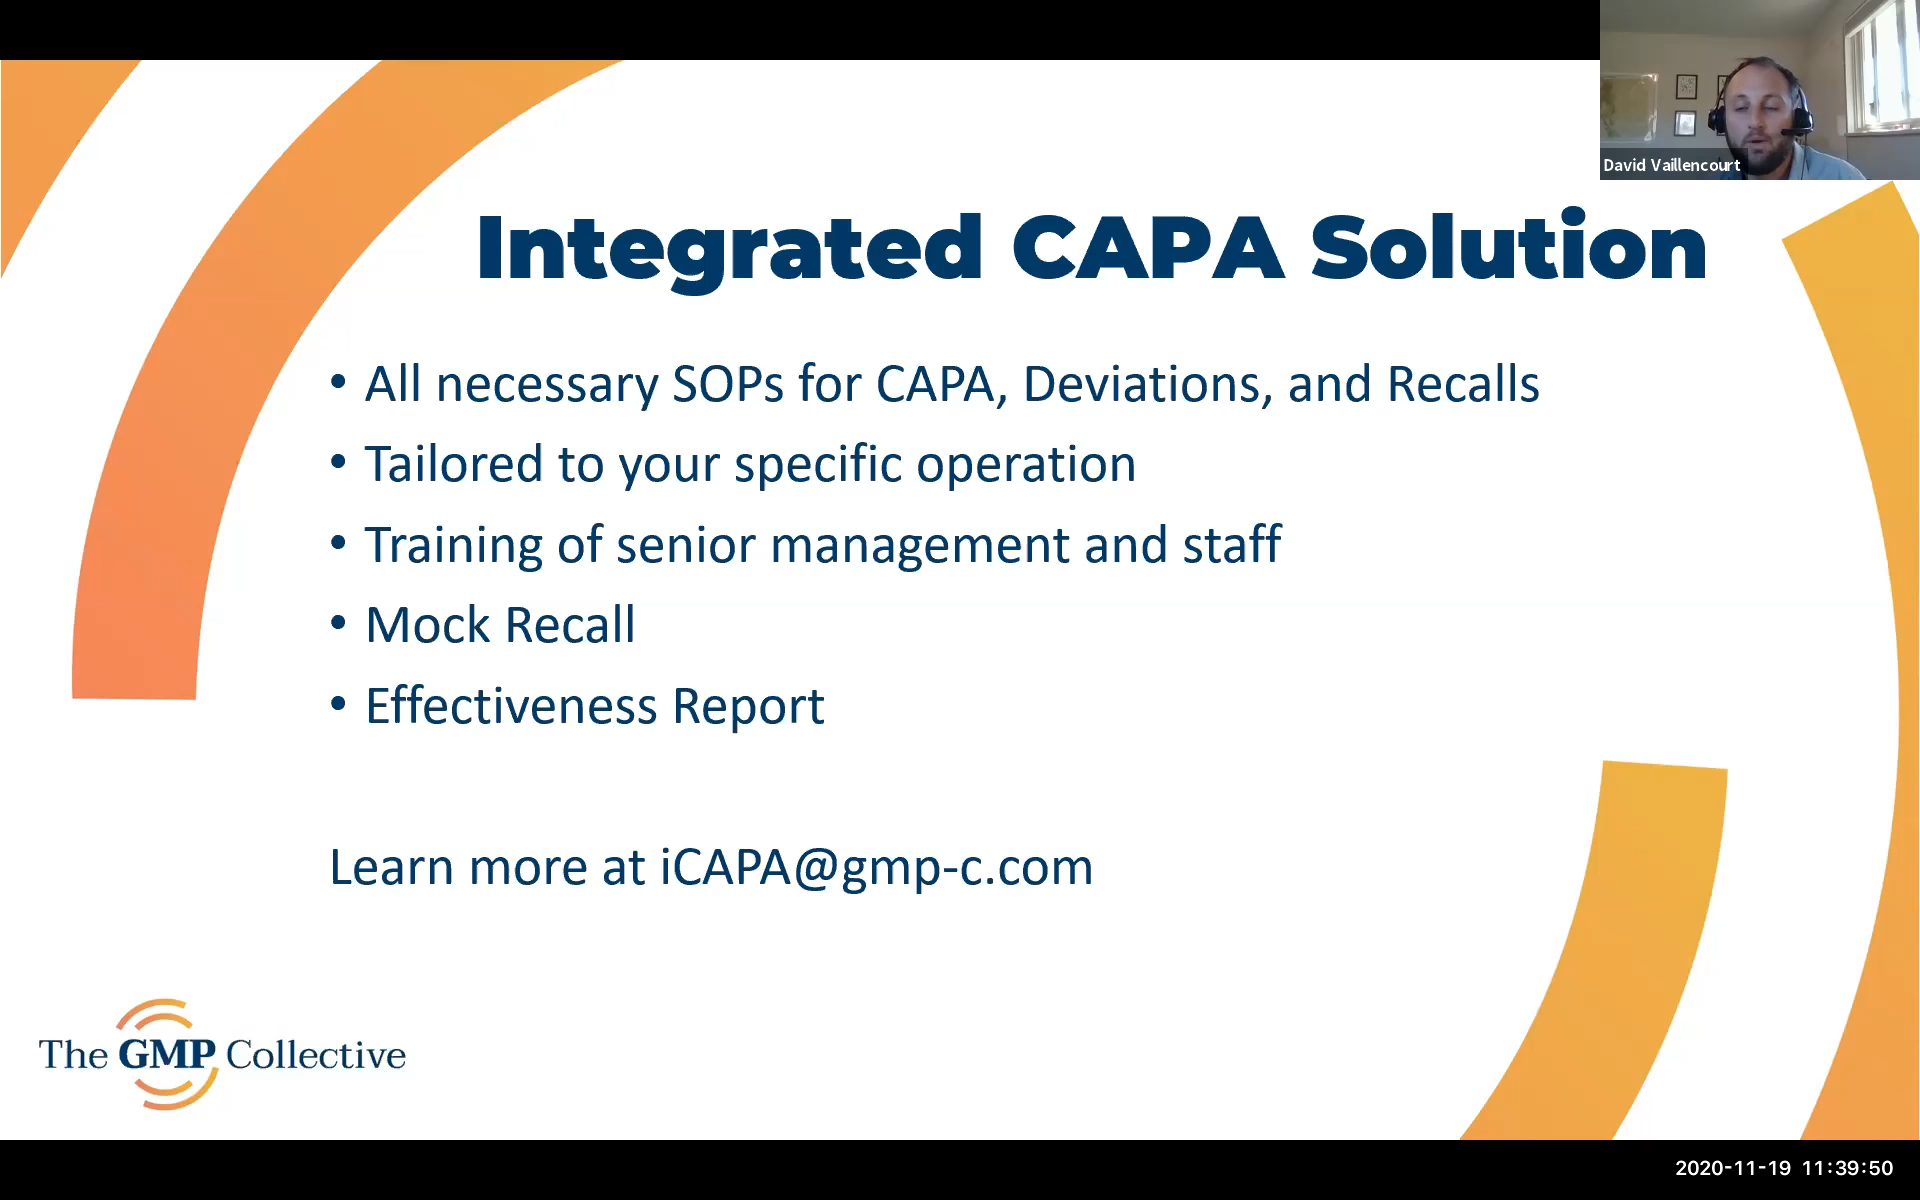 David Vaillencourt
Integrated CAPA Solution
• All necessary SOPs for CAPA, Deviations, and Recalls
• Tailored to your specific operation
• Training of senior management and staff
• Mock Recall
• Effectiveness Report
Learn more at iCAPA@gmp-c.com
The GMP Collective
2020-11-19 11:39:50